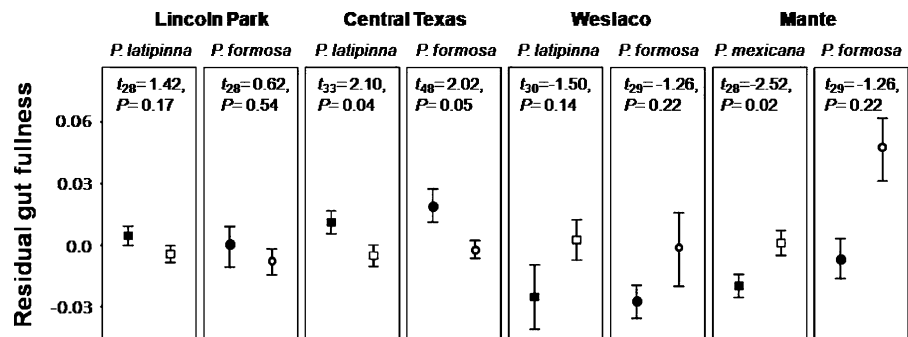 Lincoln Park Central Texas Weslaco Mante
P. latipinna P. formosa P. latipinna P. formosa P. latipinna P. formosa P. mexicana P. formosa
t28= 1.42, t28= 0.62, t33= 2.10, t48= 2.02, t30=-1.50, t29= -1.26, t28=-2.52, t29= -1.26,
P= 0.17 P= 0.54 P= 0.04 P= 0.05 P= 0.14 P= 0.22 P= 0.02 P= 0.22
Residual gut fullness
0.06
0.03
0.0
-0.03